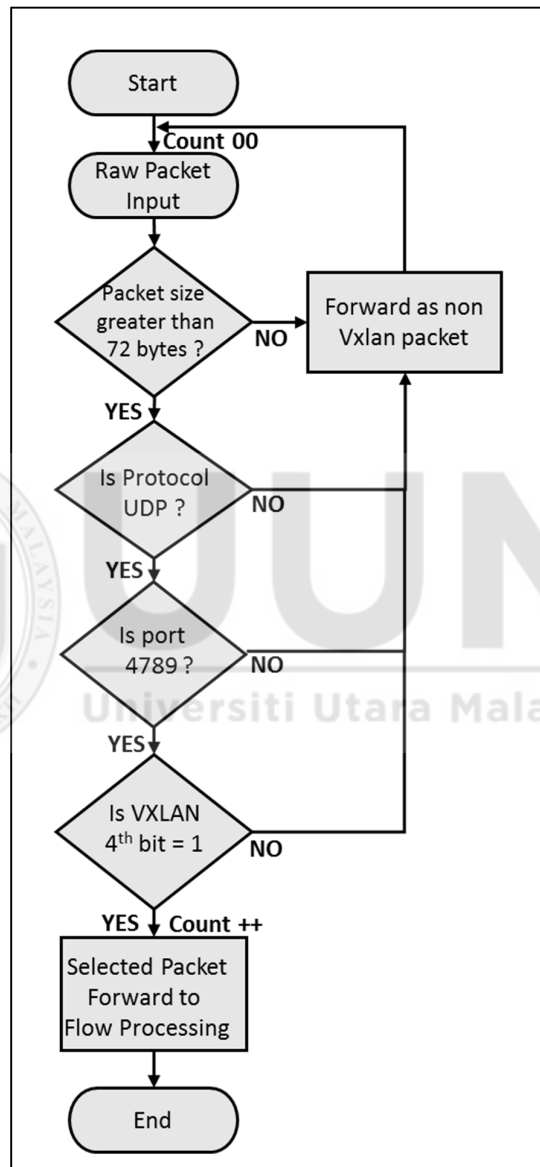 Start
Count 00
Raw Packet
Input
Packet size
greater than
72 bytes ?
NO
Forward as non
Vxlan packet
YES
Is Protocol
UDP ?
NO
YES
Is port
4789 ?
NO
YES
Is VXLAN
4th bit = 1
NO
YES Count ++
Selected Packet
Forward to
Flow Processing
End
UUN
Universiti Utara Mala
MALAYSIA